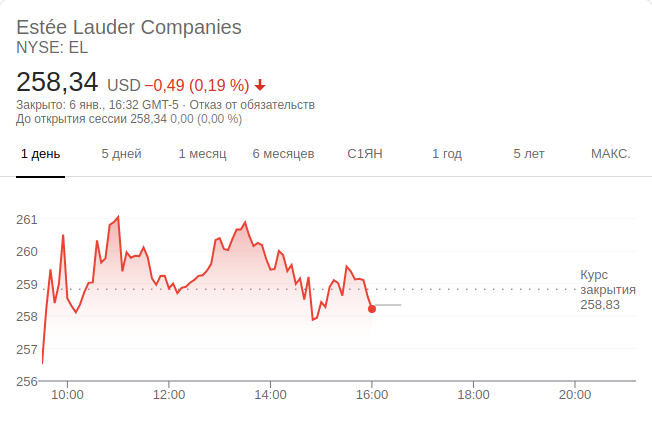 Estée Lauder Companies
NYSE: EL
258,34 USD −0,49 (0,19 %)
Закрыто: 6 янв., 16:32 GMT-5 · Отказ от обязательств
До открытия сессии 258,34 0,00 (0,00 %)
1 день 5 дней 1 месяц 6 месяцев С1ЯН 1 год 5 лет МАКС.
261
260
259
258
257
256
Курс
закрытия
258,83
10:00 12:00 14:00 16:00 18:00 20:00